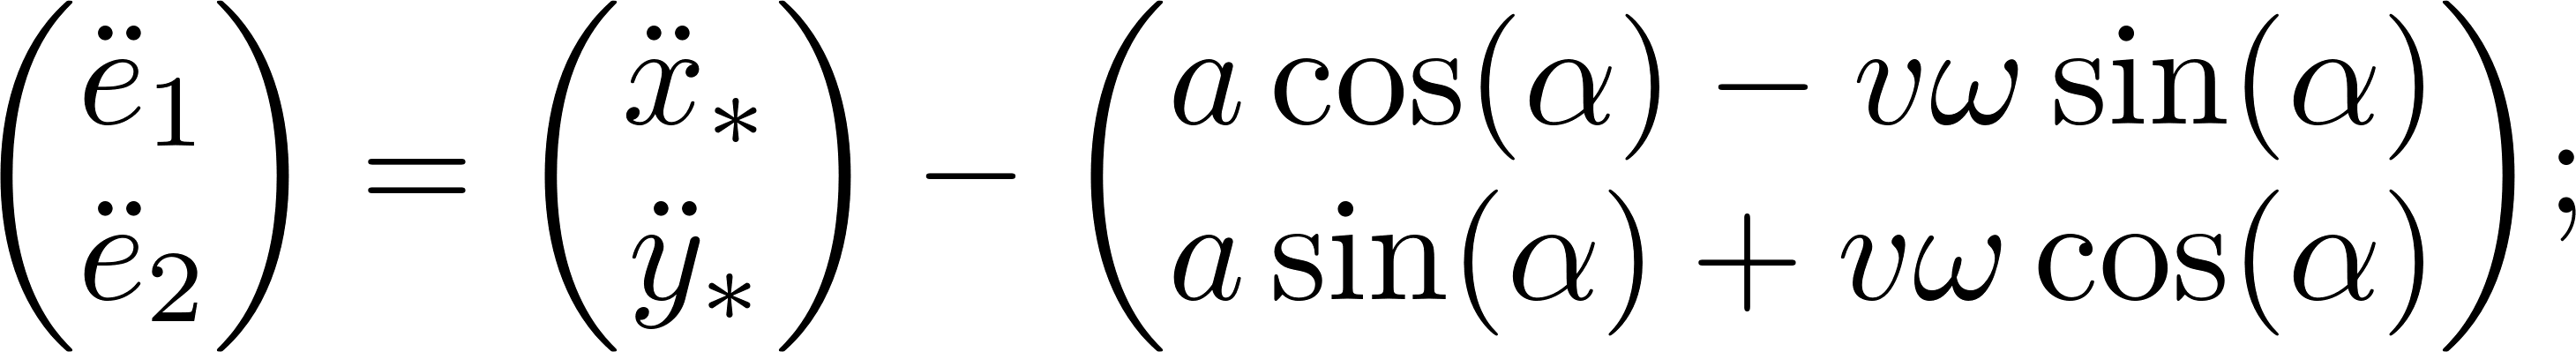 \begin{pmatrix} \ddot{e}_1 \\ \ddot{e}_2 \end{pmatrix} = \begin{pmatrix} \ddot{x}_* \\ \ddot{y}_* \end{pmatrix} - \begin{pmatrix} a\cos(\alpha) - v\omega\sin(\alpha) \\ a\sin(\alpha) + v\omega\cos(\alpha) \end{pmatrix};